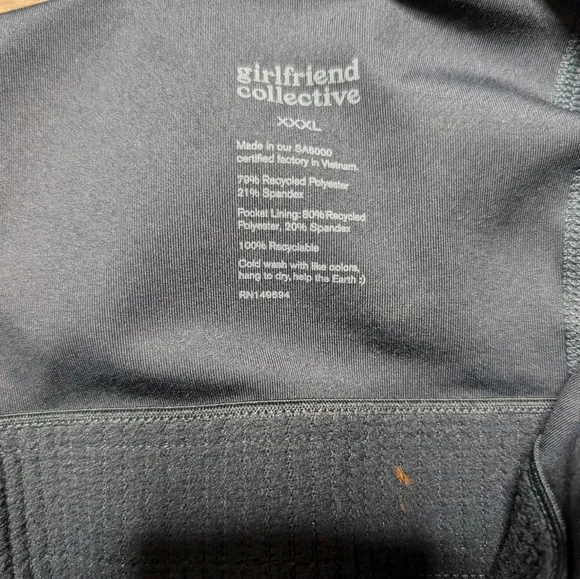 girlfriend
collective
XXXL
Made in our SA8000
certified factory in Vietnam.
79% Recycled Polyester
21% Spandex
Pocket Lining: 80% Recycled
Polyester, 20% Spandex
100% Recyclable
Cold wash with like colors,
hang to dry, help the Earth :)
RN149694